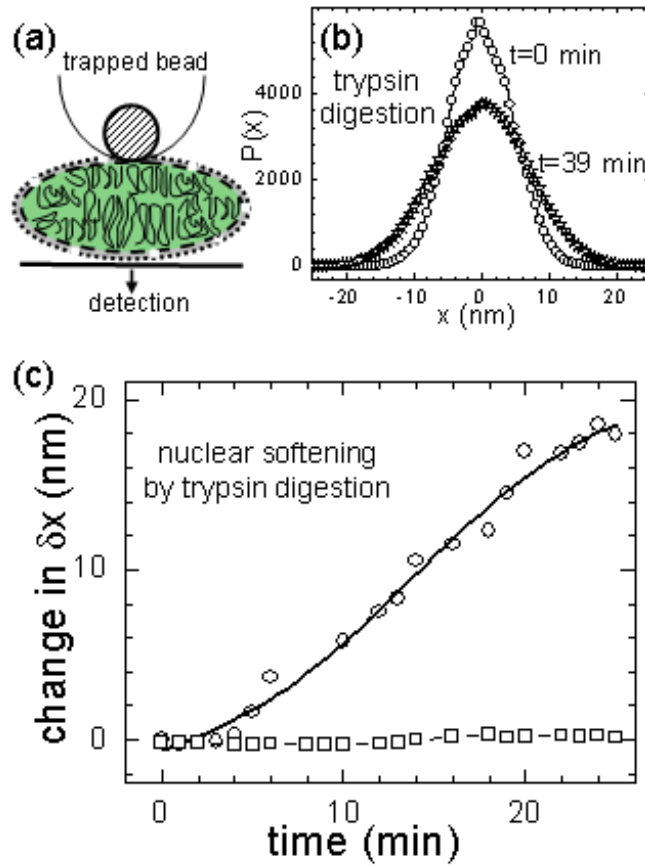 (a)
trapped bead
detection
(b)
P(x)
4000
2000
0
trypsin
digestion
t=0 min
t=39 min
-20
-10
0
10
20
x (nm)
(c)
change in δx (nm)
20
10
0
nuclear softening
by trypsin digestion
0
10
20
time (min)